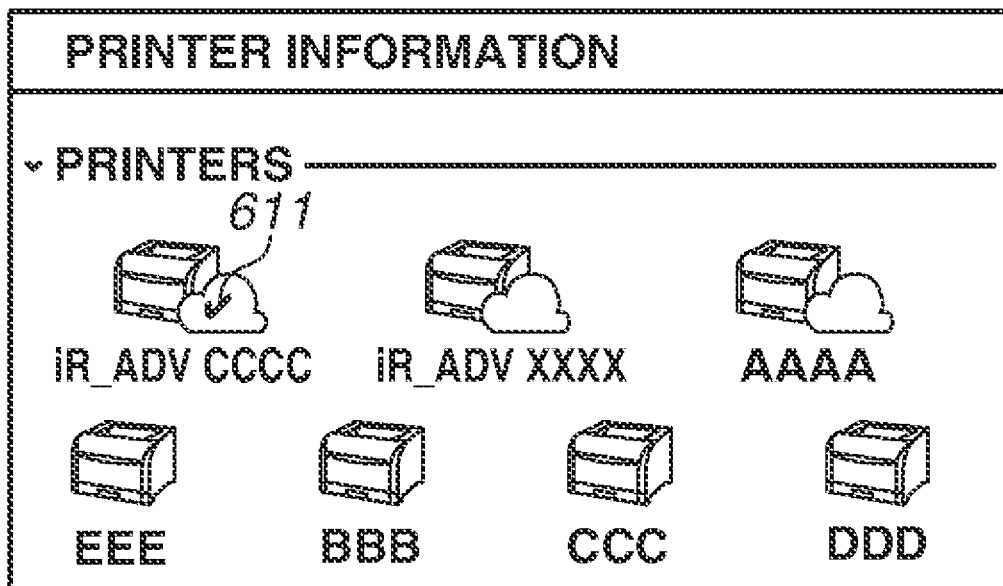 PRINTER INFORMATION
PRINTERS
611
iR_ADV CCCC iR_ADV XXXX AAAA
EEE BBB CCC DDD